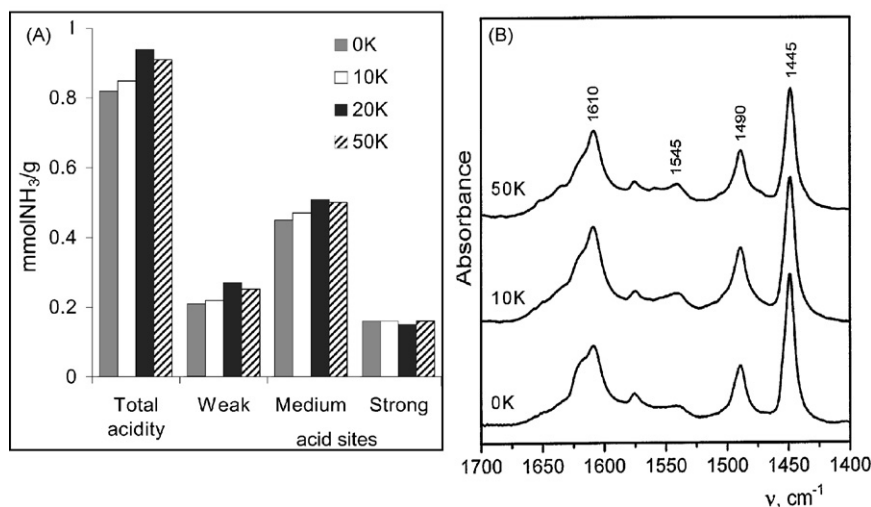 (A)
1
0.8
0.6
0.4
0.2
0
mmolNH₃/g
0K
10K
20K
50K
Total
acidity
Weak
Medium
Strong
acid sites
(B)
Absorbance
1610
1545
1490
1445
50K
10K
0K
1700
1650
1600
1550
1500
1450
1400
ν, cm⁻¹